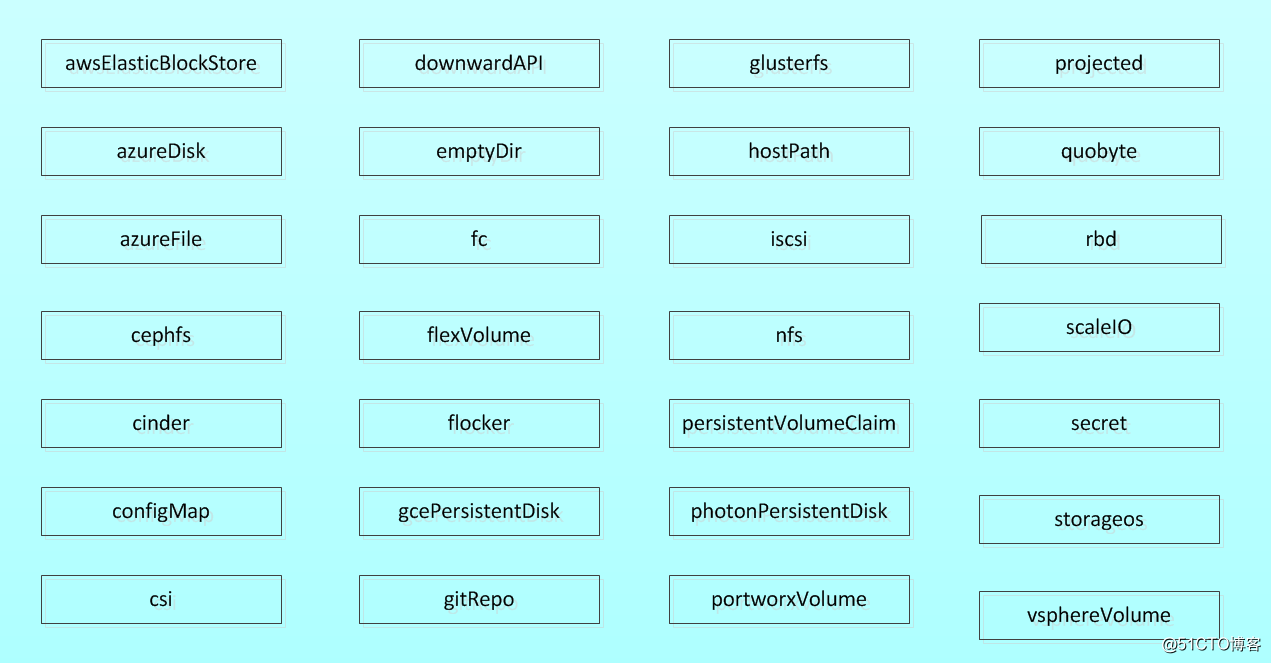 awsElasticBlockStore
downwardAPI
glusterfs
projected
azureDisk
emptyDir
hostPath
quobyte
azureFile
fc
iscsi
rbd
cephfs
flexVolume
nfs
scaleIO
cinder
flocker
persistentVolumeClaim
secret
configMap
gcePersistentDisk
photonPersistentDisk
storageos
csi
gitRepo
portworxVolume
vsphereVolume
@51CTO博客